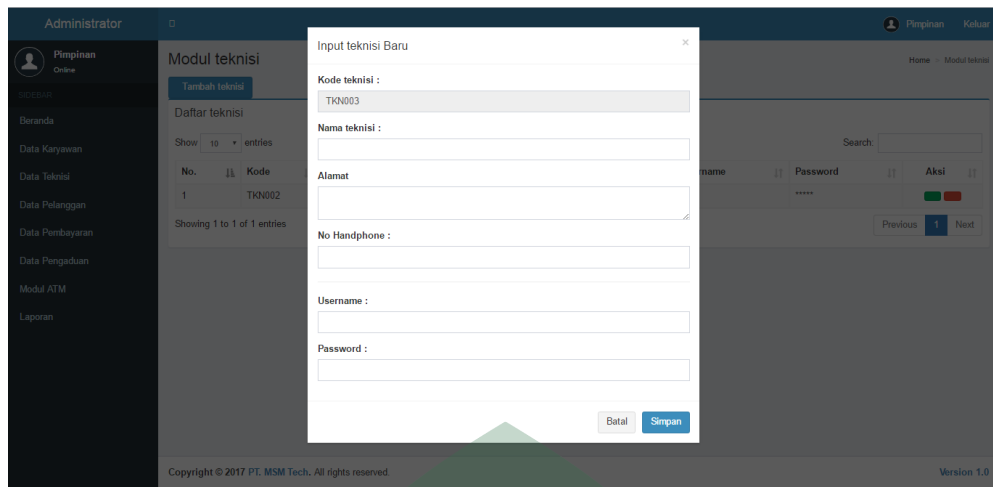 Administrator
Pimpinan Keluar
Pimpinan
Online
SIDEBAR
Beranda
Data Karyawan
Data Teknisi
Data Pelanggan
Data Pembayaran
Data Pengaduan
Modul ATM
Laporan
Modul teknisi
Home > Modul teknisi
Tambah teknisi
Daftar teknisi
Show 10 entries
Search:
No. Kode rname Password Aksi
1 TKN002 *****
Showing 1 to 1 of 1 entries
Previous 1 Next
Input teknisi Baru ×
Kode teknisi :
TKN003
Nama teknisi :
Alamat
No Handphone :
Username :
Password :
Batal Simpan
Copyright © 2017 PT. MSM Tech. All rights reserved.
Version 1.0